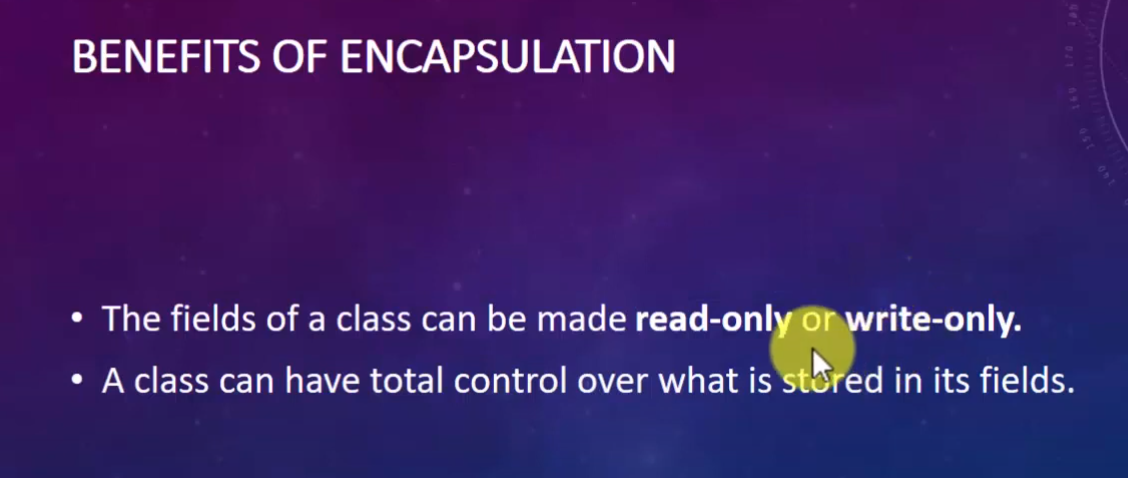 BENEFITS OF ENCAPSULATION
• The fields of a class can be made read-only or write-only.
• A class can have total control over what is stored in its fields.